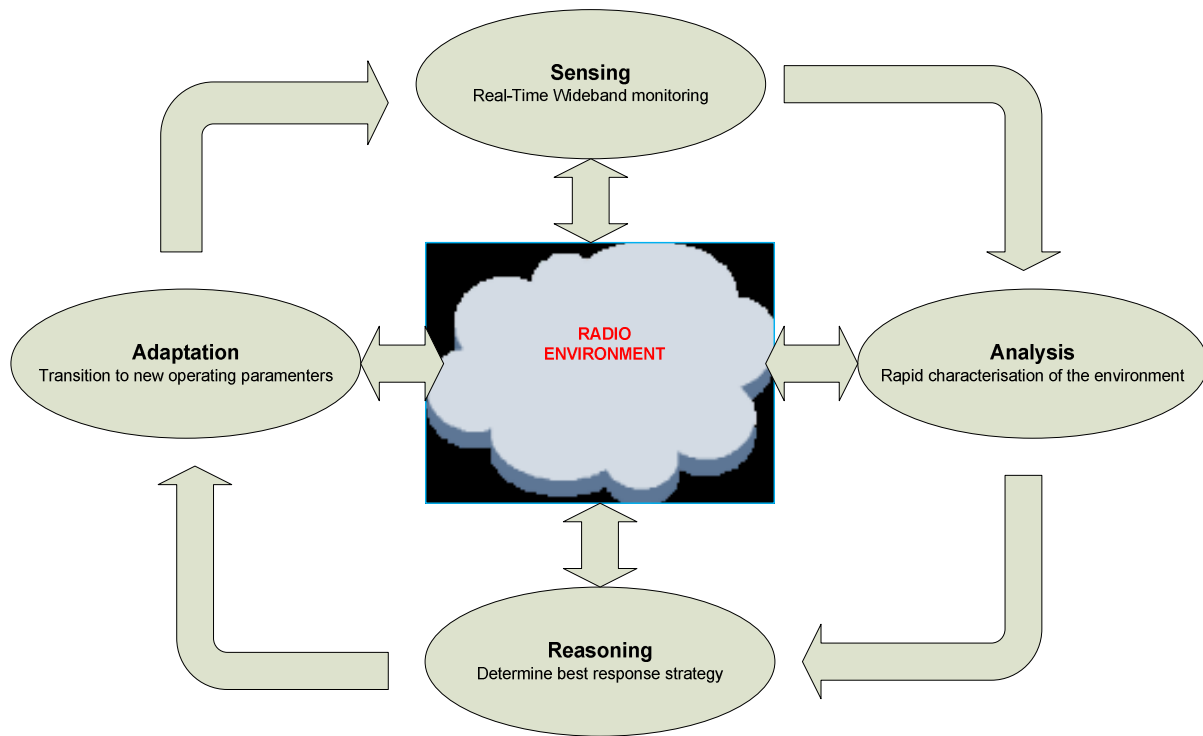 Sensing
Real-Time Wideband monitoring
RADIO
ENVIRONMENT
Adaptation
Transition to new operating paramenters
Analysis
Rapid characterisation of the environment
Reasoning
Determine best response strategy